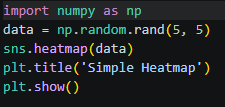 import numpy as np
data = np.random.rand(5, 5)
sns.heatmap(data)
plt.title('Simple Heatmap')
plt.show()